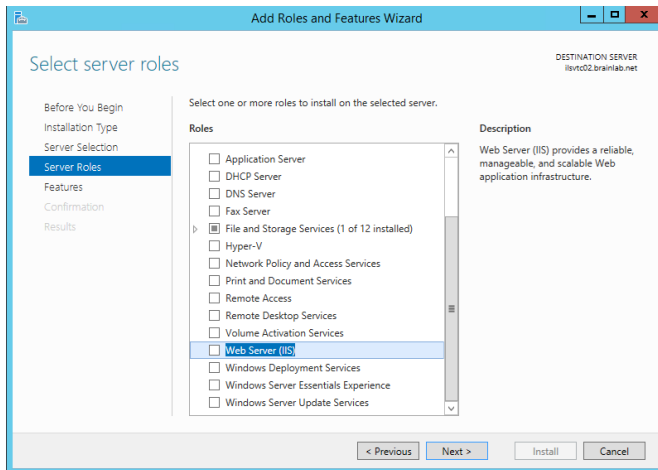 Add Roles and Features Wizard
Select server roles
DESTINATION SERVER
ilsvtc02.brainlab.net
Before You Begin
Installation Type
Server Selection
Server Roles
Features
Confirmation
Results
Select one or more roles to install on the selected server.
Roles
Application Server
DHCP Server
DNS Server
Fax Server
File and Storage Services (1 of 12 installed)
Hyper-V
Network Policy and Access Services
Print and Document Services
Remote Access
Remote Desktop Services
Volume Activation Services
Web Server (IIS)
Windows Deployment Services
Windows Server Essentials Experience
Windows Server Update Services
Description
Web Server (IIS) provides a reliable,
manageable, and scalable Web
application infrastructure.
< Previous
Next >
Install
Cancel